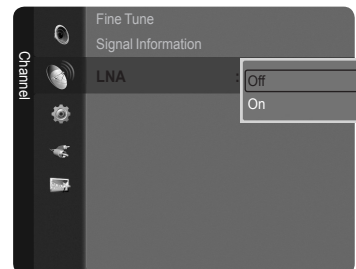 Channel
Fine Tune
Signal Information
LNA :
Off
On